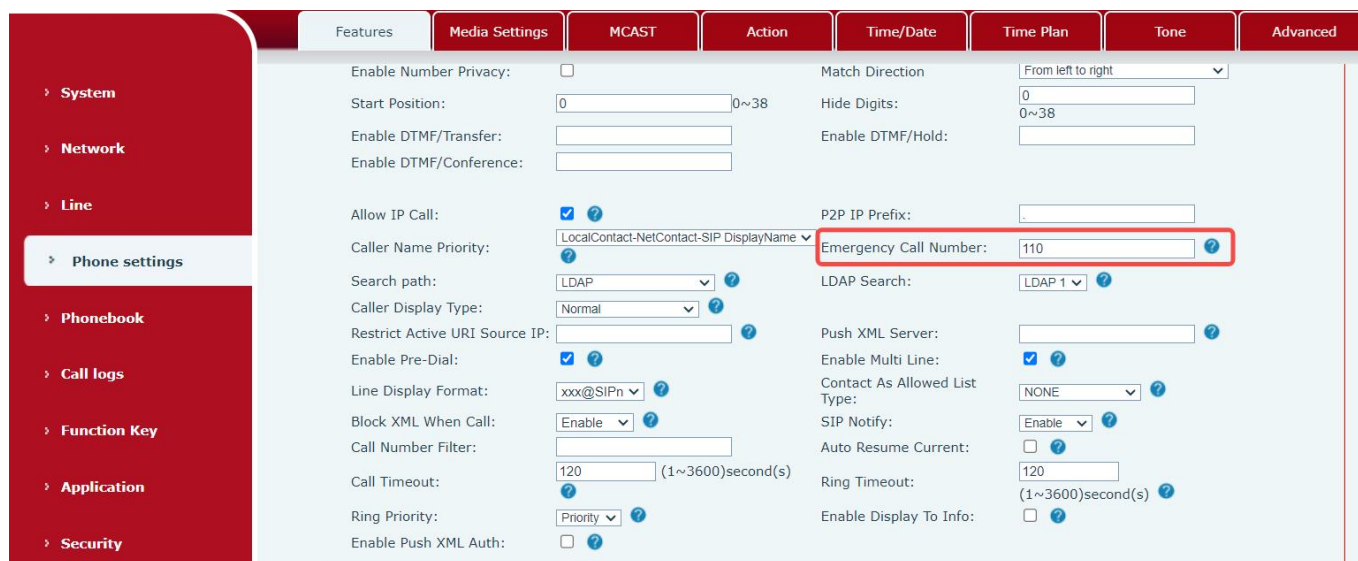 Features Media Settings MCAST Action Time/Date Time Plan Tone Advanced
System
Network
Line
Phone settings
Phonebook
Call logs
Function Key
Application
Security
Enable Number Privacy: Match Direction From left to right
Start Position: 0 0~38 Hide Digits: 0
0~38
Enable DTMF/Transfer: Enable DTMF/Hold:
Enable DTMF/Conference:
Allow IP Call: ? P2P IP Prefix: .
Caller Name Priority: LocalContact-NetContact-SIP DisplayName ? Emergency Call Number: 110 ?
Search path: LDAP ? LDAP Search: LDAP 1 ?
Caller Display Type: Normal ?
Restrict Active URI Source IP: ? Push XML Server: ?
Enable Pre-Dial: ? Enable Multi Line: ?
Line Display Format: xxx@SIPn ? Contact As Allowed List
Type: NONE ?
Block XML When Call: Enable ? SIP Notify: Enable ?
Call Number Filter: Auto Resume Current: ?
Call Timeout: 120 (1~3600)second(s) ? Ring Timeout: 120
(1~3600)second(s) ?
Ring Priority: Priority ? Enable Display To Info: ?
Enable Push XML Auth: ?